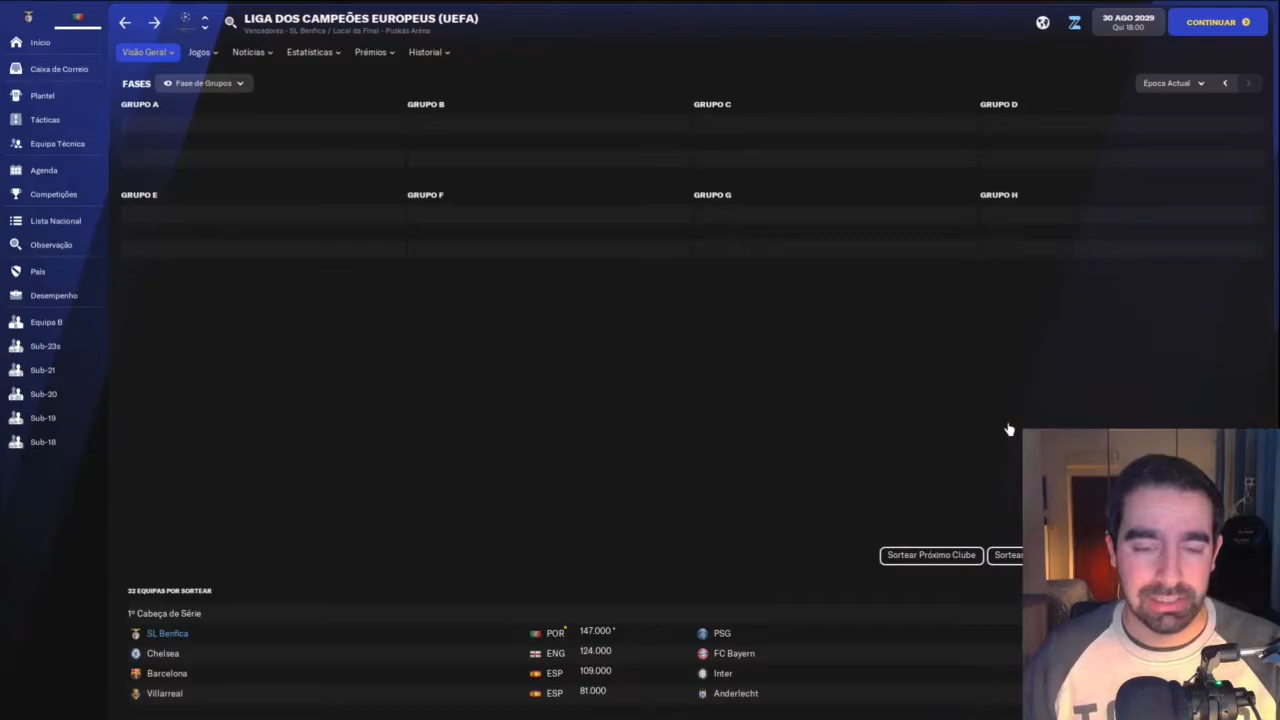 LIGA DOS CAMPEÕES EUROPEUS (UEFA)
Vencedores - SL Benfica / Local da Final - Puskás Aréna
30 AGO 2029
Qui 18:00
CONTINUAR
Início
Caixa de Correio
Plantel
Tácticas
Equipa Técnica
Agenda
Competições
Lista Nacional
Observação
País
Desempenho
Equipa B
Sub-23s
Sub-21
Sub-20
Sub-19
Sub-18
Visão Geral
Jogos
Notícias
Estatísticas
Prémios
Historial
FASES
Fase de Grupos
Época Actual
GRUPO A
GRUPO B
GRUPO C
GRUPO D
GRUPO E
GRUPO F
GRUPO G
GRUPO H
Sortear Próximo Clube
Sortear
32 EQUIPAS POR SORTEAR
1º Cabeça de Série
SL Benfica POR 147.000* PSG
Chelsea ENG 124.000 FC Bayern
Barcelona ESP 109.000 Inter
Villarreal ESP 81.000 Anderlecht